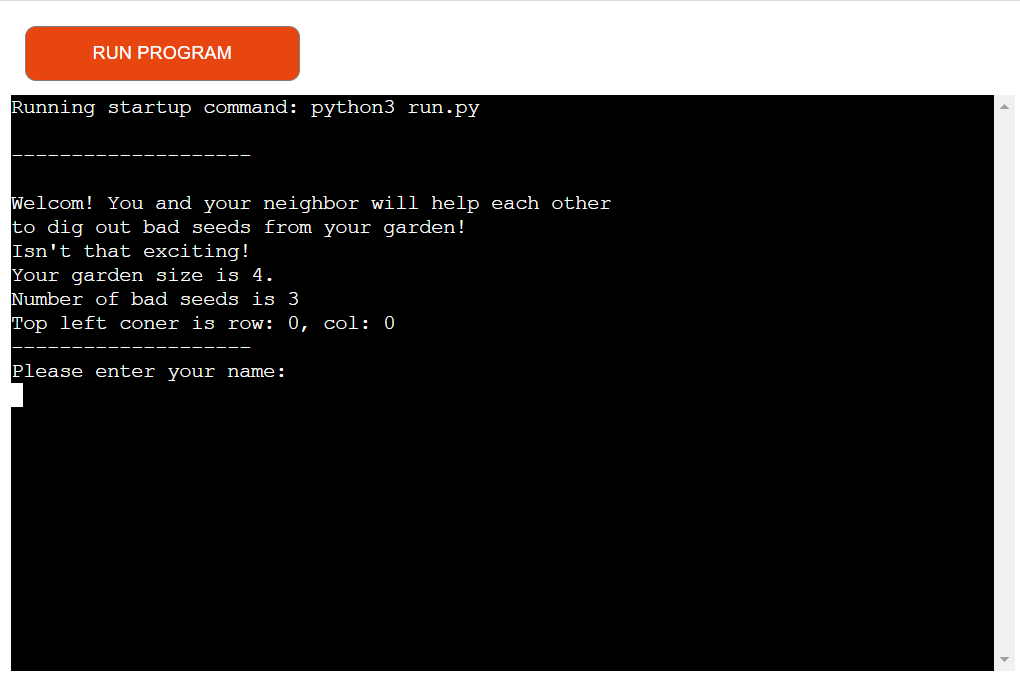 RUN PROGRAM
Running startup command: python3 run.py
--------------------
Welcom! You and your neighbor will help each other
to dig out bad seeds from your garden!
Isn't that exciting!
Your garden size is 4.
Number of bad seeds is 3
Top left coner is row: 0, col: 0
--------------------
Please enter your name: